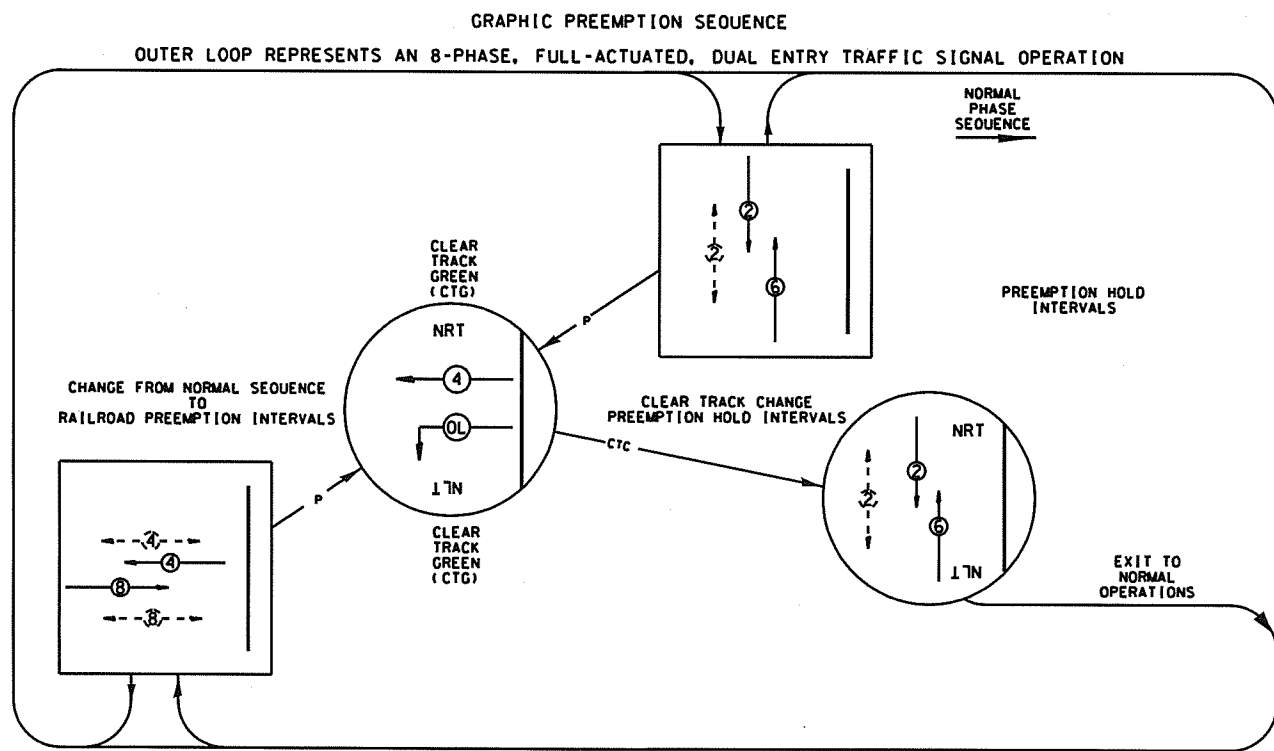 GRAPHIC PREEMPTION SEQUENCE
OUTER LOOP REPRESENTS AN 8-PHASE, FULL-ACTUATED, DUAL ENTRY TRAFFIC SIGNAL OPERATION
NORMAL
PHASE
SEQUENCE
2
2
6
PREEMPTION HOLD
INTERVALS
P
CLEAR
TRACK
GREEN
(CTG)
NRT
4
OL
NLT
CLEAR
TRACK
GREEN
(CTG)
CHANGE FROM NORMAL SEQUENCE
TO
RAILROAD PREEMPTION INTERVALS
P
4
4
8
8
CLEAR TRACK CHANGE
PREEMPTION HOLD INTERVALS
CTC
NRT
2
2
6
NLT
EXIT TO
NORMAL
OPERATIONS